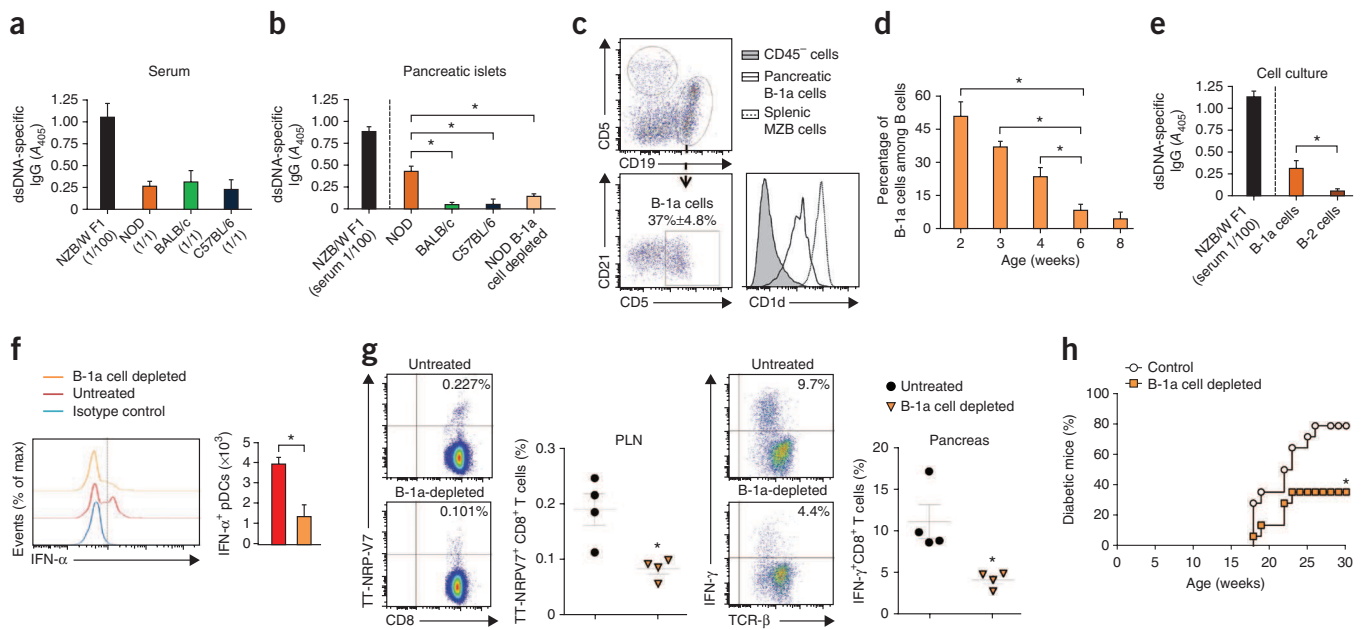 a
Serum
dsDNA-specific
IgG (A405)
1.25
1.00
0.75
0.50
0.25
0
NZB/W F1
(1/100)
NOD
(1/1)
BALB/c
(1/1)
C57BL/6
(1/1)
b
Pancreatic islets
dsDNA-specific
IgG (A405)
1.25
1.00
0.75
0.50
0.25
0
*
*
*
NZB/W F1
(serum 1/100)
NOD
BALB/c
C57BL/6
NOD B-1a
cell depleted
c
CD5
CD19
CD45− cells
Pancreatic
B-1a cells
Splenic
MZB cells
B-1a cells
37%±4.8%
CD21
CD5
CD1d
d
Percentage of
B-1a cells among B cells
60
45
30
15
0
*
*
*
2
3
4
6
8
Age (weeks)
e
Cell culture
dsDNA-specific
IgG (A405)
1.25
1.00
0.75
0.50
0.25
0
*
NZB/W F1
(serum 1/100)
B-1a cells
B-2 cells
f
B-1a cell depleted
Untreated
Isotype control
Events (% of max)
IFN-α
IFN-α+ pDCs (×10³)
5
4
3
2
1
0
*
g
Untreated
0.227%
B-1a-depleted
0.101%
TT-NRP-V7
CD8
PLN
TT-NRPV7+ CD8+ T cells (%)
0.3
0.2
0.1
0
*
Untreated
9.7%
B-1a-depleted
4.4%
IFN-γ
TCR-β
Untreated
B-1a cell depleted
Pancreas
IFN-γ+CD8+ T cells (%)
20
15
10
5
0
*
h
Control
B-1a cell depleted
Diabetic mice (%)
80
60
40
20
0
*
0
5
10
15
20
25
30
Age (weeks)